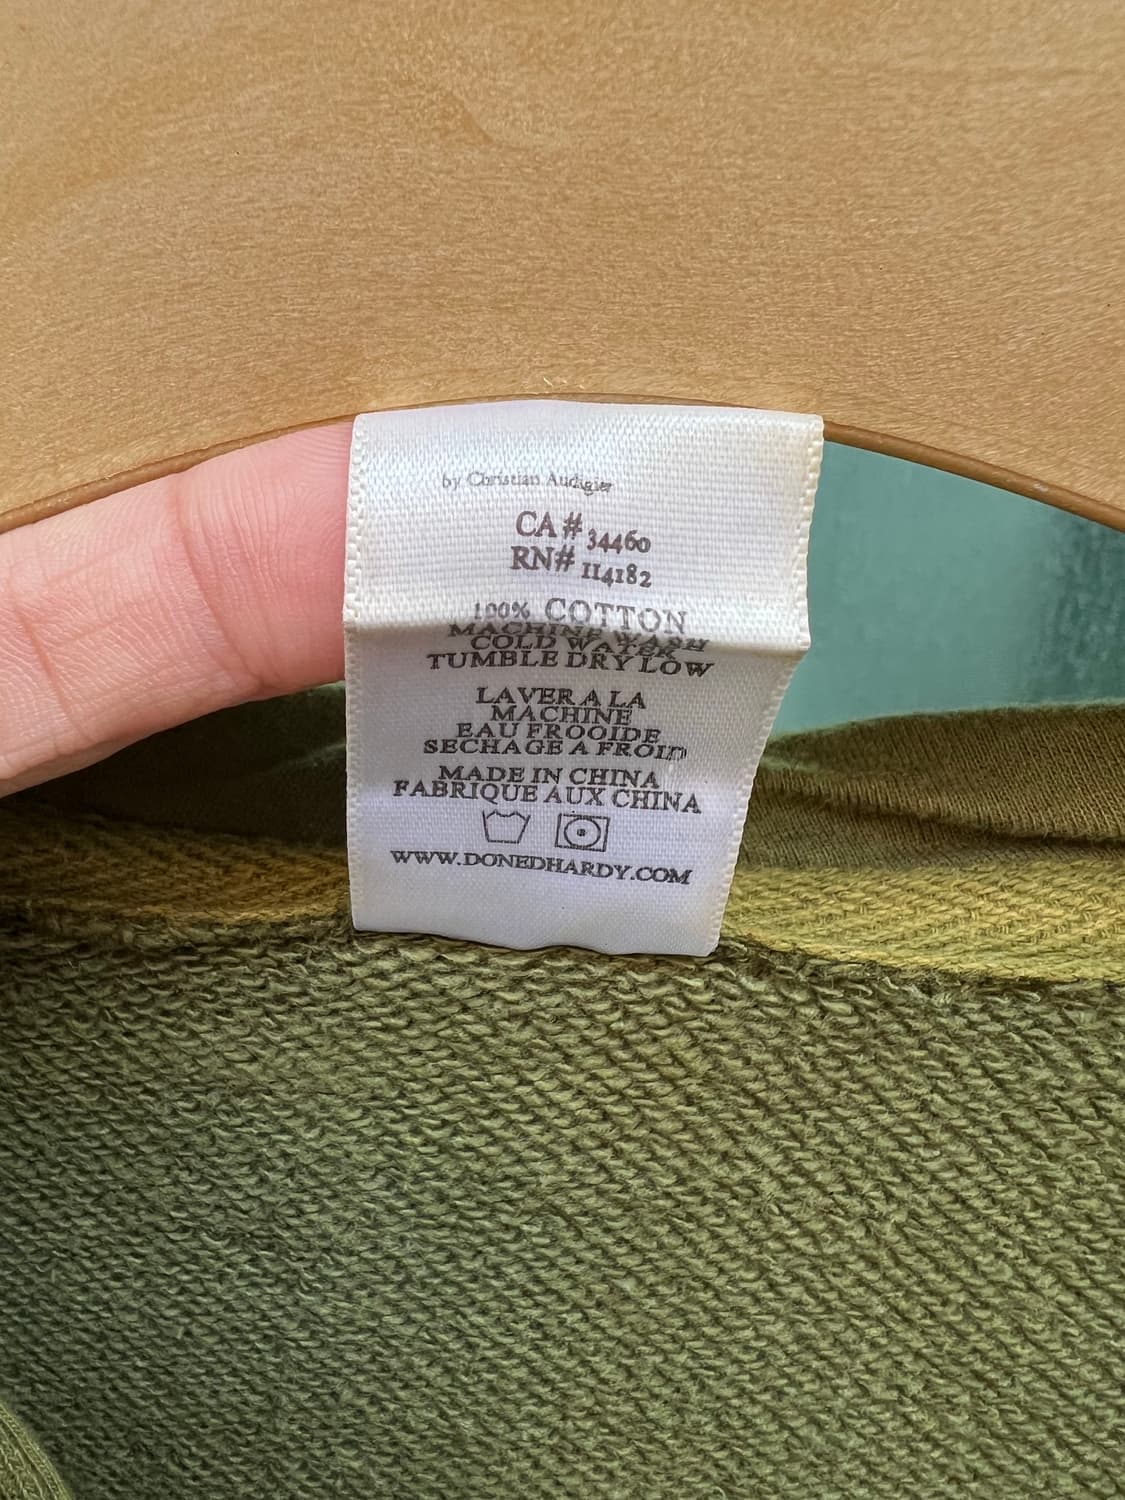 by Christian Audigier
CA# 34460
RN# 114182
100% COTTON
MACHINE WASH
COLD WATER
TUMBLE DRY LOW
LAVER A LA
MACHINE
EAU FROOIDE
SECHAGE A FROID
MADE IN CHINA
FABRIQUE AUX CHINA
WWW.DONEDHARDY.COM